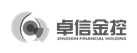 卓信金控
ZHUOXIN FINANCIAL HOLDING